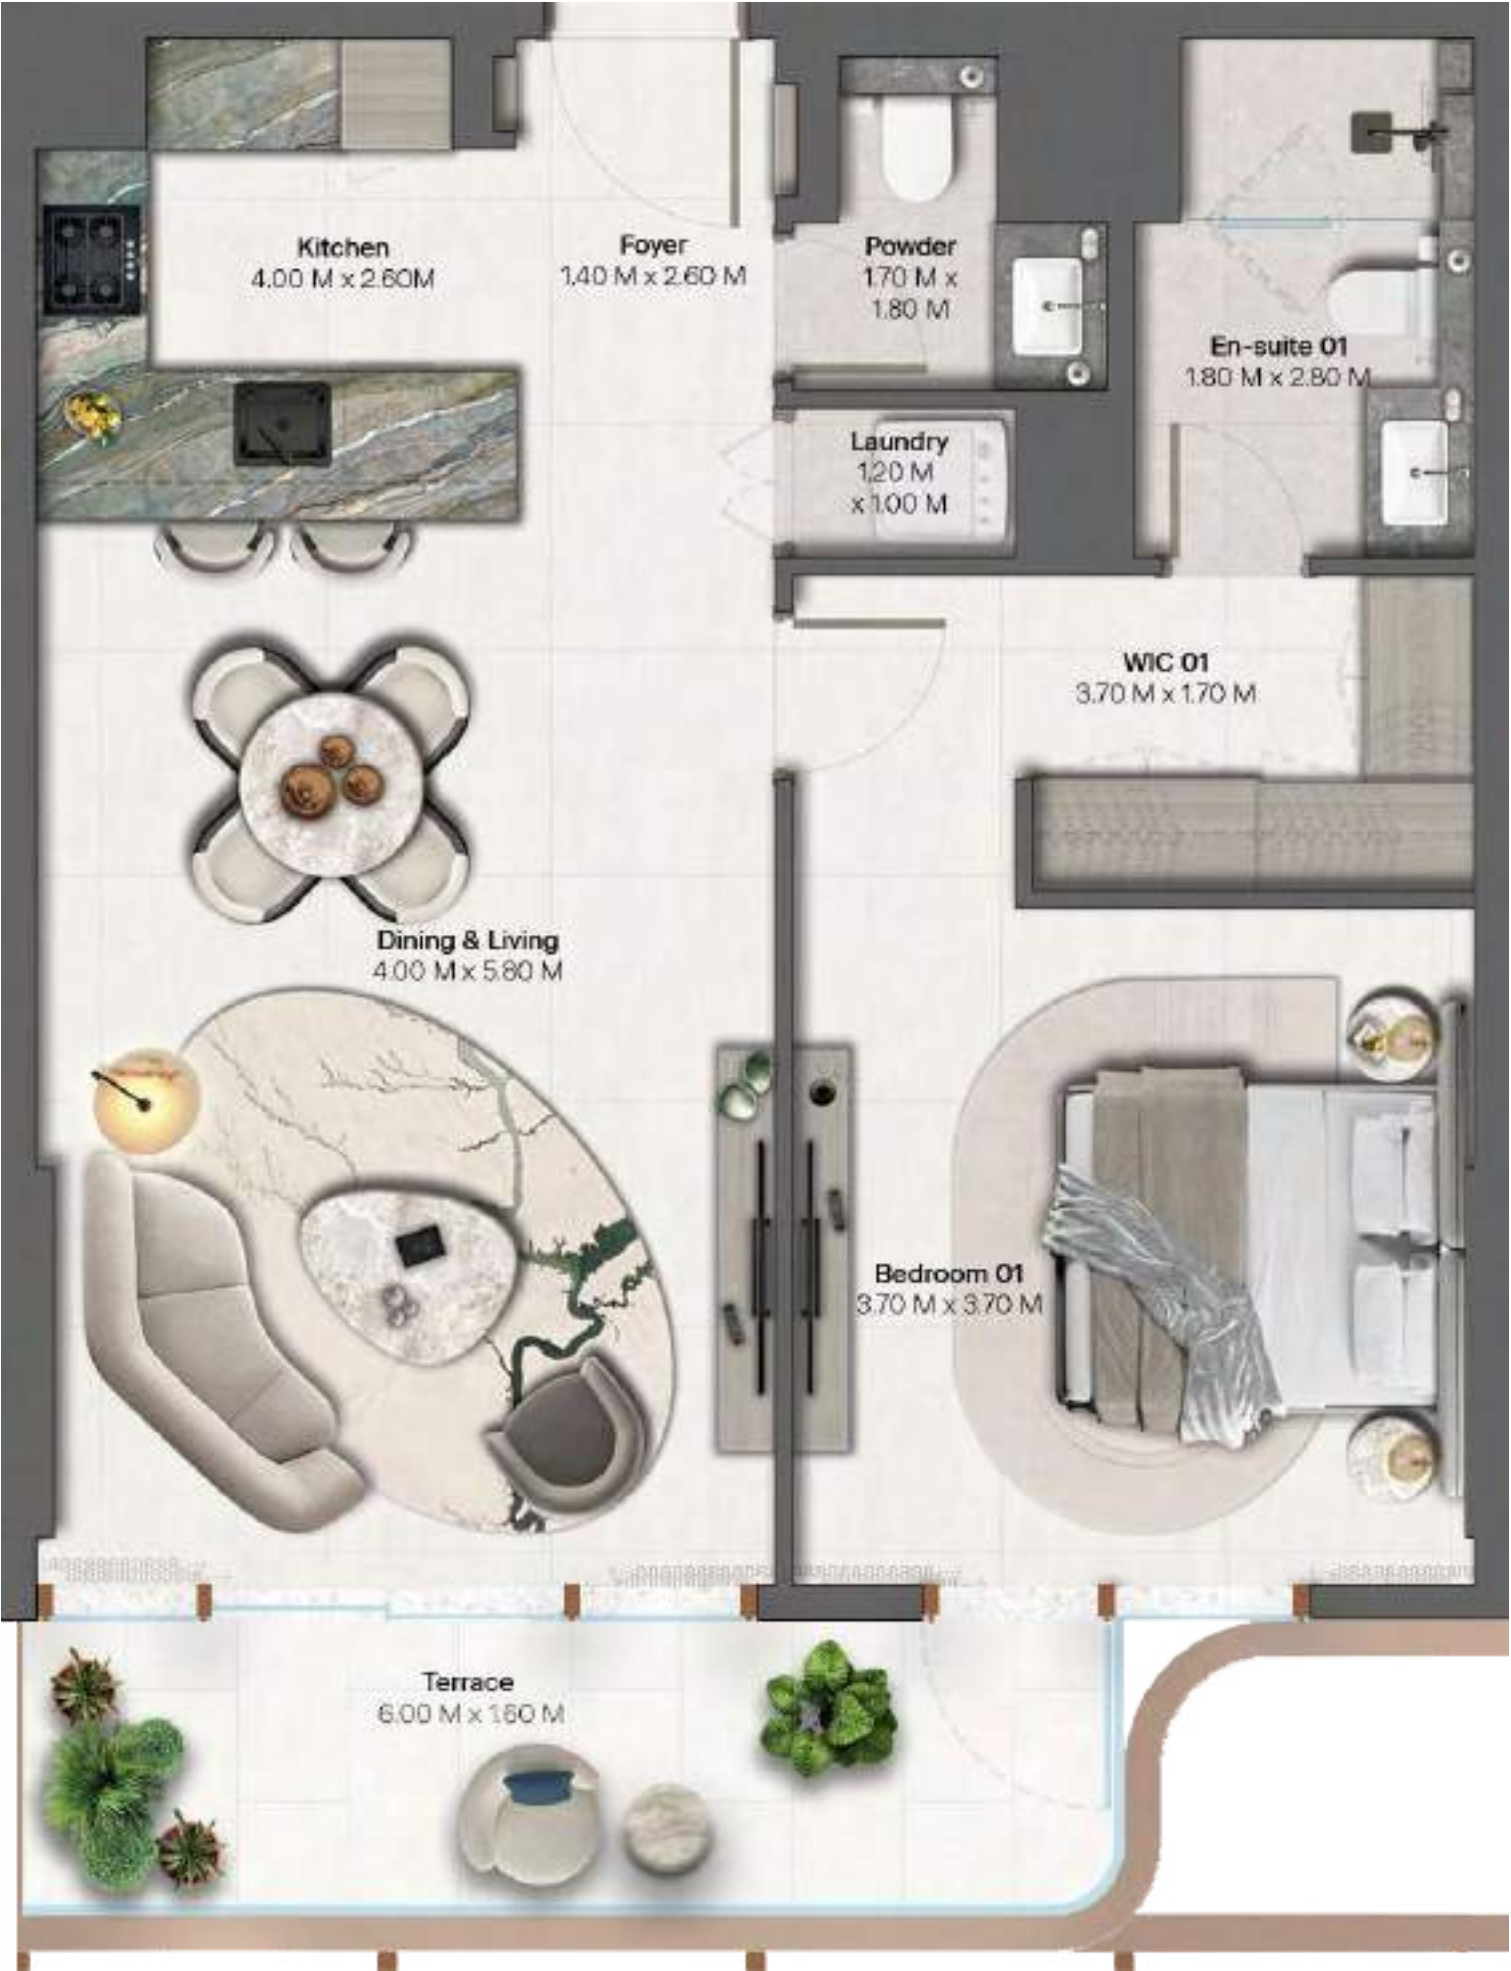 Kitchen
4.00 M x 2.60M
Foyer
1.40 M x 2.60 M
Powder
1.70 M x
1.80 M
En-suite 01
1.80 M x 2.80 M
Laundry
1.20 M
x 1.00 M
WIC 01
3.70 M x 1.70 M
Dining & Living
4.00 M x 5.80 M
Bedroom 01
3.70 M x 3.70 M
Terrace
6.00 M x 1.60 M